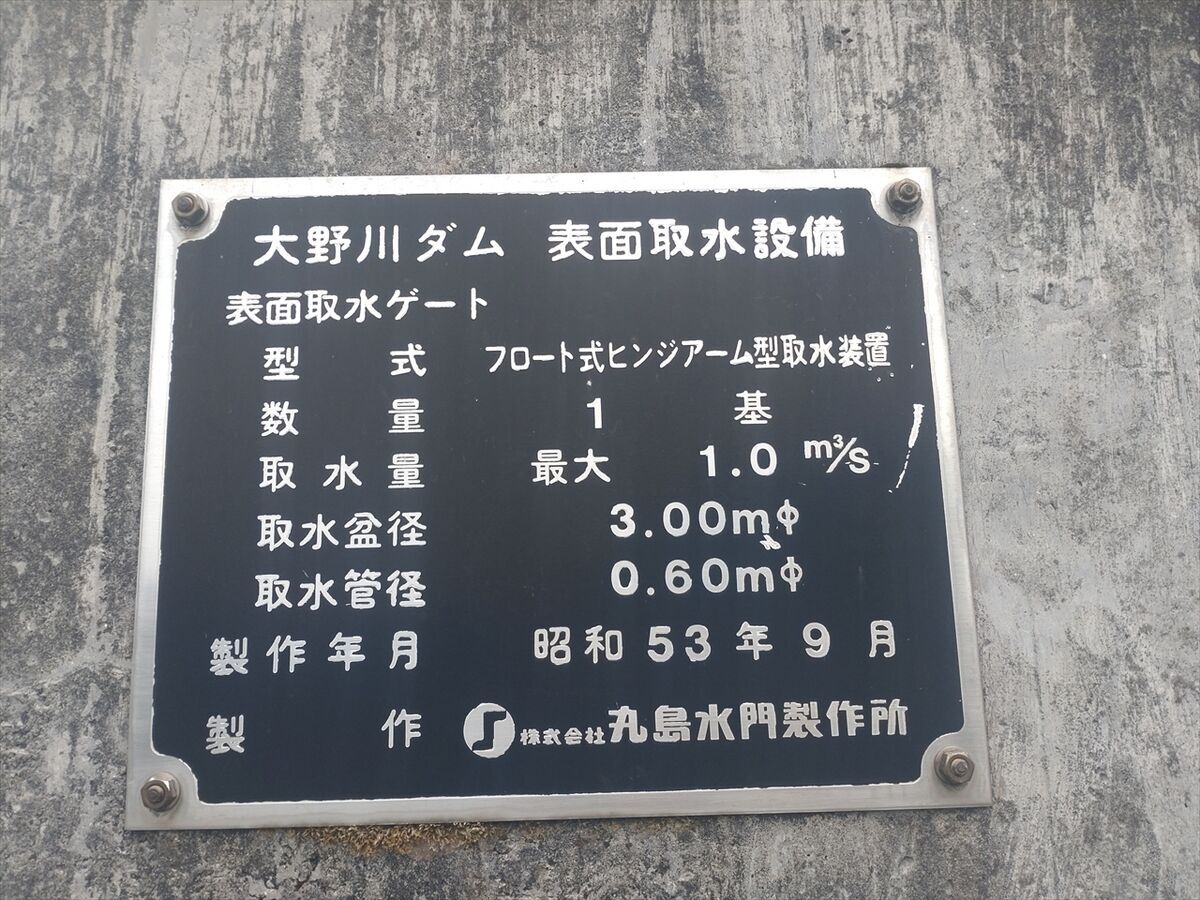 大野川ダム 表面取水設備
表面取水ゲート
型式 フロート式ヒンジアーム型取水装置
数量 1 基
取水量 最大 1.0 m³/s
取水盆径 3.00mφ
取水管径 0.60mφ
製作年月 昭和 53 年 9 月
製作 株式会社 丸島水門製作所